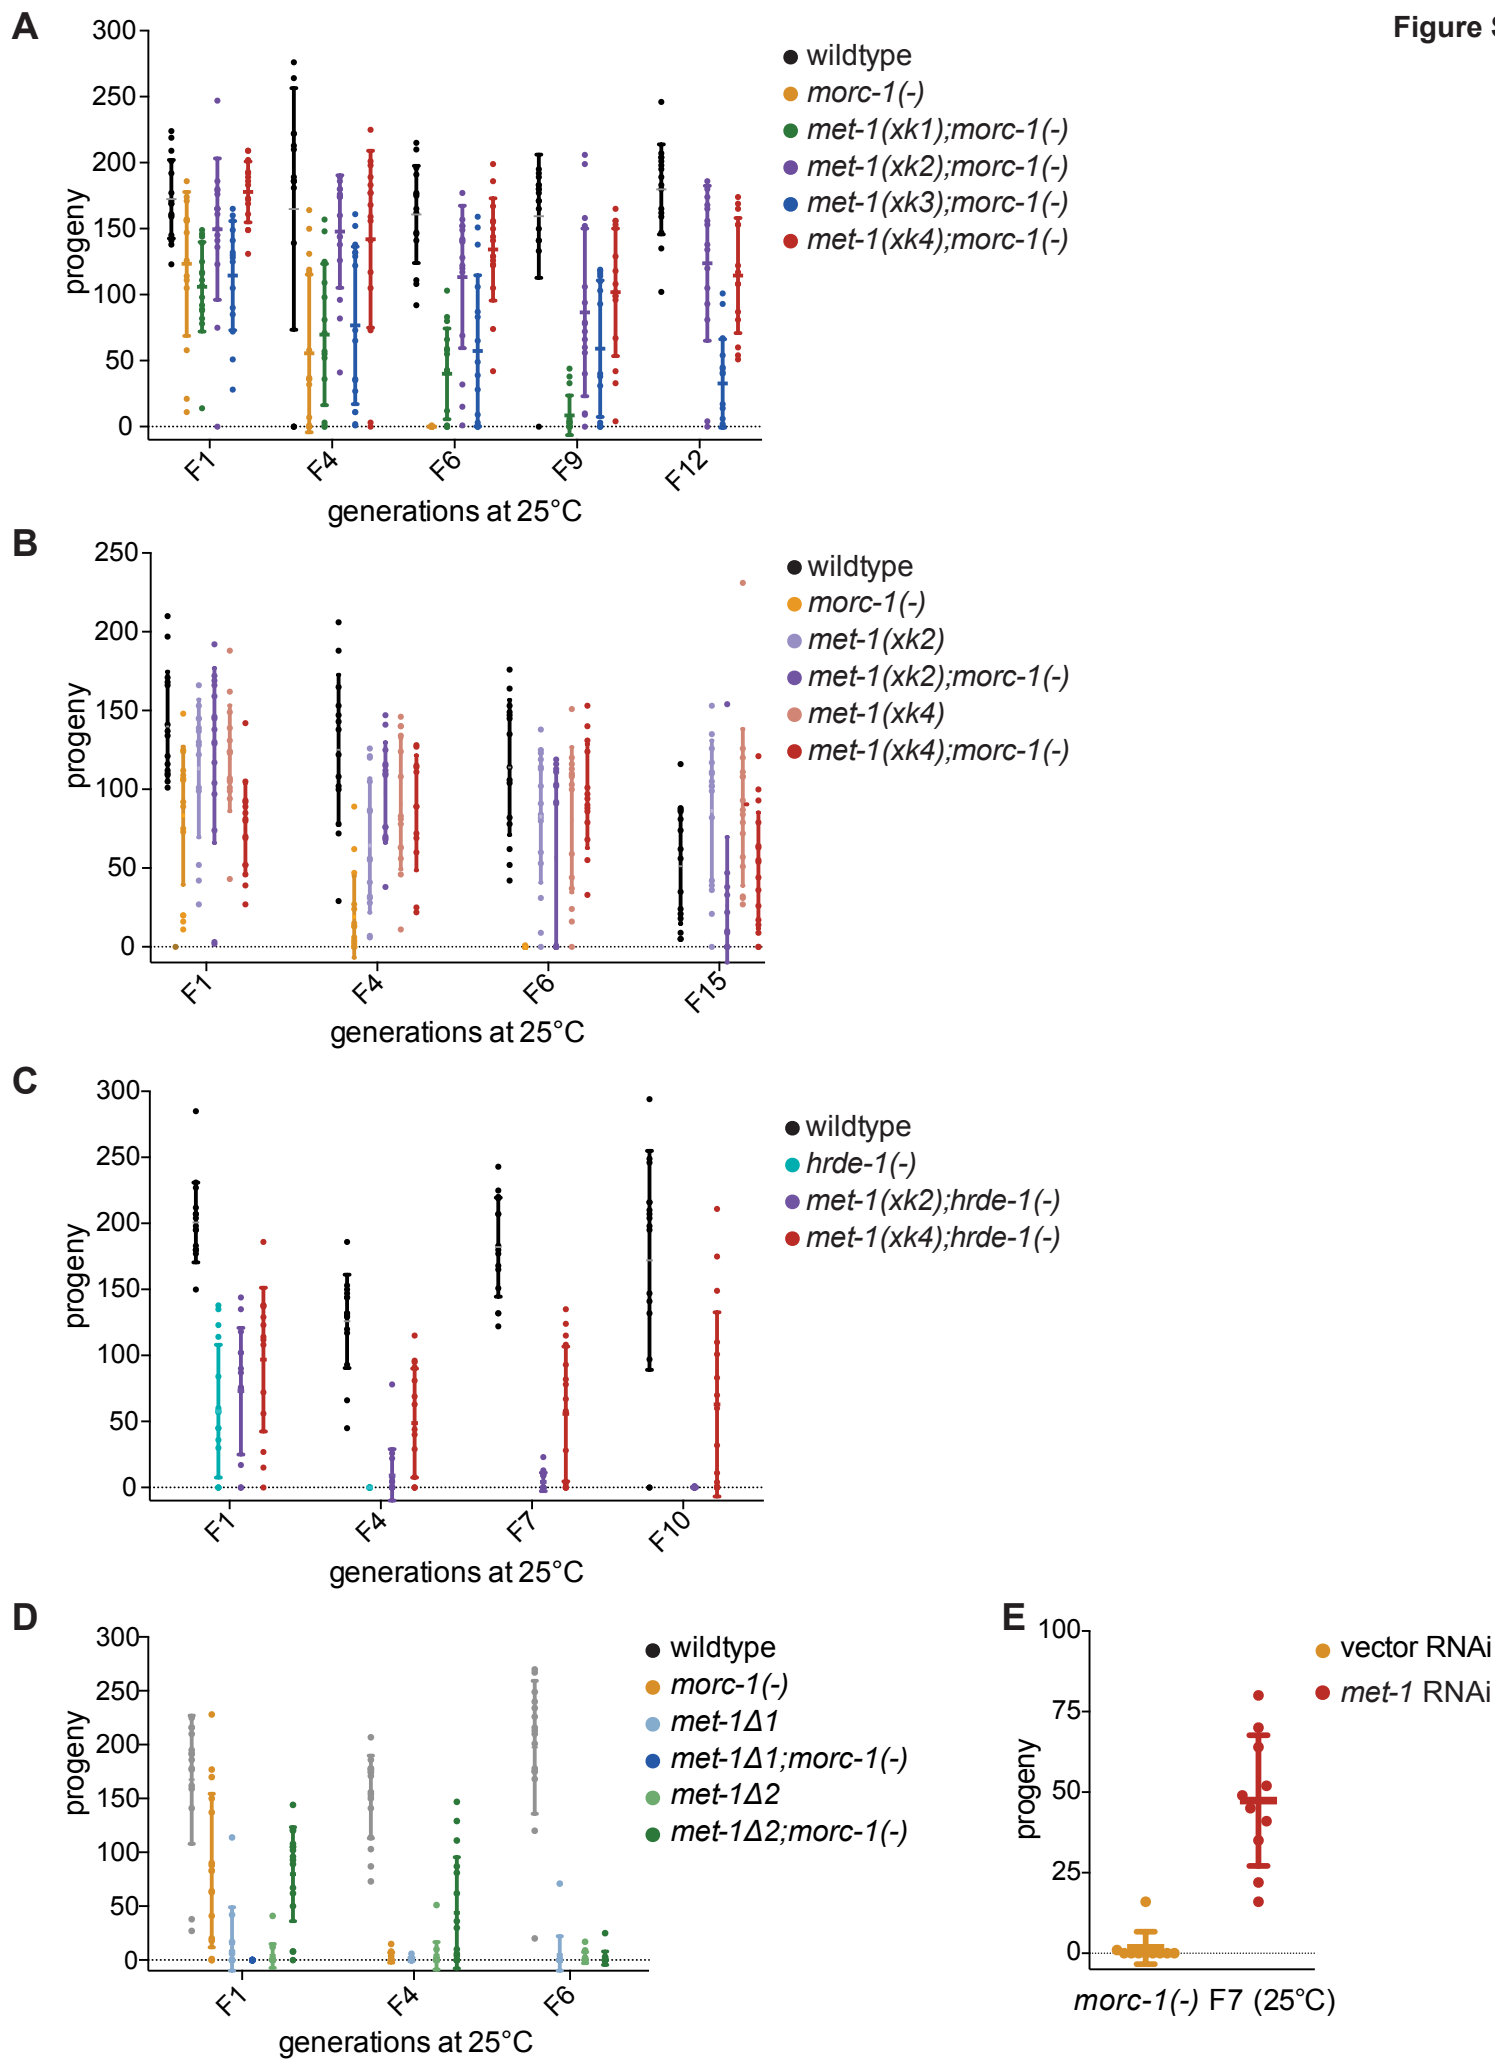 Figure S
A
300
250
200
150
100
50
0
progeny
F1
F4
F6
F9
F12
generations at 25°C
wildtype
morc-1(-)
met-1(xk1);morc-1(-)
met-1(xk2);morc-1(-)
met-1(xk3);morc-1(-)
met-1(xk4);morc-1(-)
B
250
200
150
100
50
0
progeny
F1
F4
F6
F15
generations at 25°C
wildtype
morc-1(-)
met-1(xk2)
met-1(xk2);morc-1(-)
met-1(xk4)
met-1(xk4);morc-1(-)
C
300
250
200
150
100
50
0
progeny
F1
F4
F7
F10
generations at 25°C
wildtype
hrde-1(-)
met-1(xk2);hrde-1(-)
met-1(xk4);hrde-1(-)
D
300
250
200
150
100
50
0
progeny
F1
F4
F6
generations at 25°C
wildtype
morc-1(-)
met-1Δ1
met-1Δ1;morc-1(-)
met-1Δ2
met-1Δ2;morc-1(-)
E
100
75
50
25
0
progeny
morc-1(-) F7 (25°C)
vector RNAi
met-1 RNAi